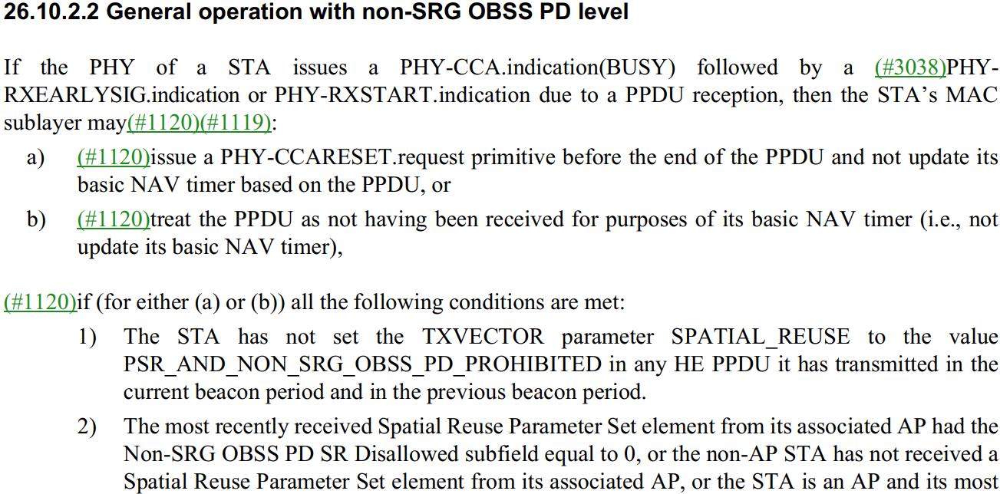 26.10.2.2 General operation with non-SRG OBSS PD level
If the PHY of a STA issues a PHY-CCA.indication(BUSY) followed by a (#3038)PHY-
RXEARLYSIG.indication or PHY-RXSTART.indication due to a PPDU reception, then the STA’s MAC
sublayer may(#1120)(#1119):
a) (#1120)issue a PHY-CCARESET.request primitive before the end of the PPDU and not update its
basic NAV timer based on the PPDU, or
b) (#1120)treat the PPDU as not having been received for purposes of its basic NAV timer (i.e., not
update its basic NAV timer),
(#1120)if (for either (a) or (b)) all the following conditions are met:
1) The STA has not set the TXVECTOR parameter SPATIAL_REUSE to the value
PSR_AND_NON_SRG_OBSS_PD_PROHIBITED in any HE PPDU it has transmitted in the
current beacon period and in the previous beacon period.
2) The most recently received Spatial Reuse Parameter Set element from its associated AP had the
Non-SRG OBSS PD SR Disallowed subfield equal to 0, or the non-AP STA has not received a
Spatial Reuse Parameter Set element from its associated AP, or the STA is an AP and its most